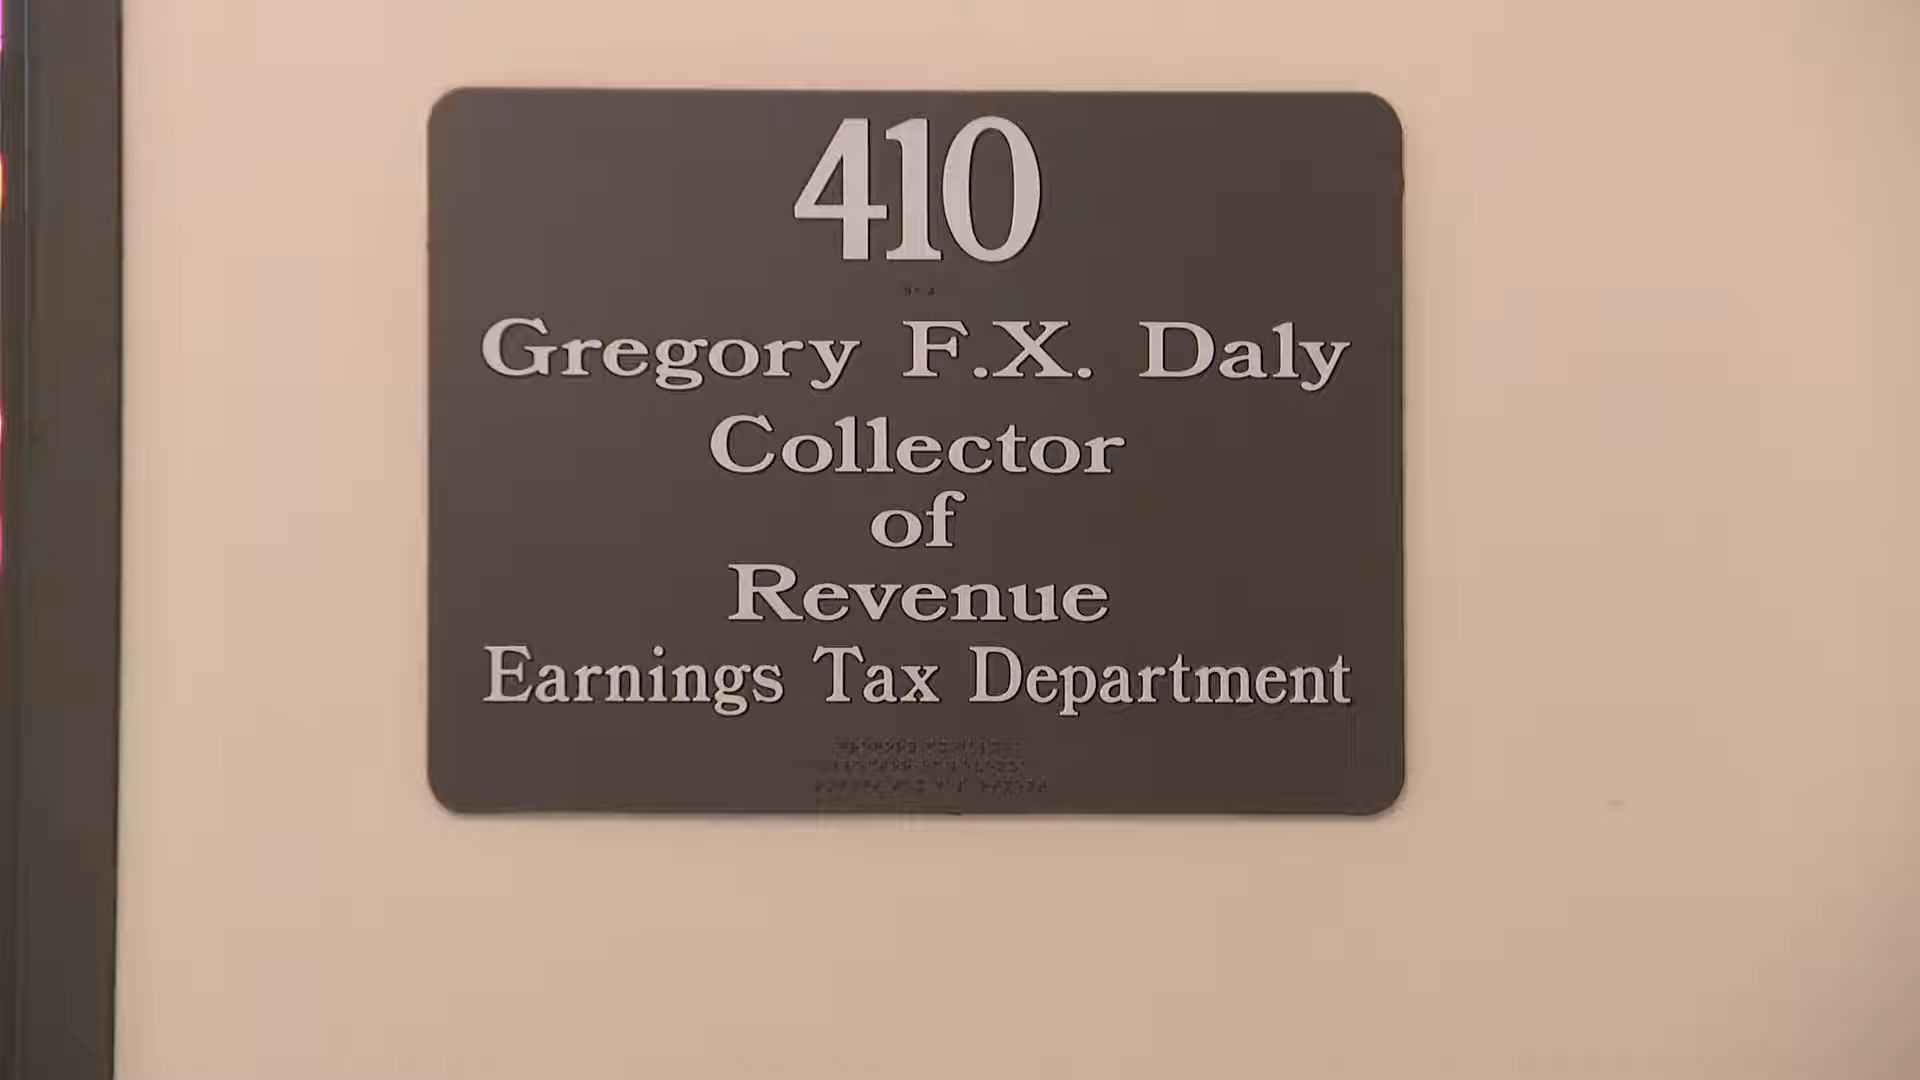 410
Gregory F.X. Daly
Collector
of
Revenue
Earnings Tax Department